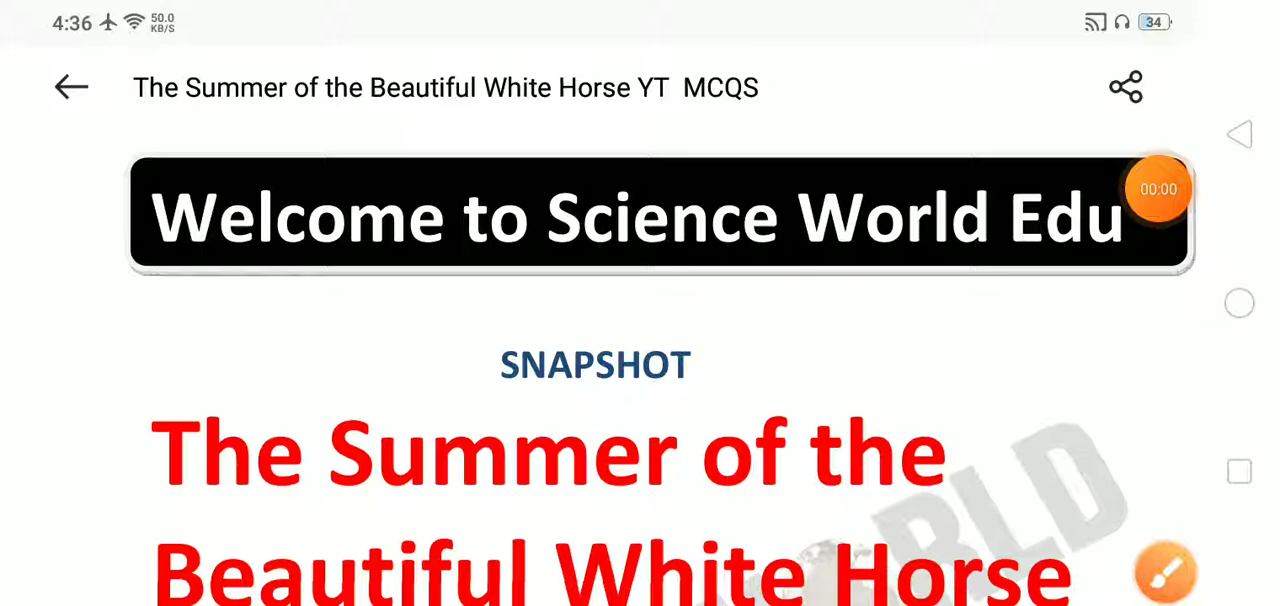 4:36 50.0 KB/S 34
The Summer of the Beautiful White Horse YT MCQS
Welcome to Science World Edu
00:00
SNAPSHOT
The Summer of the
Beautiful White Horse